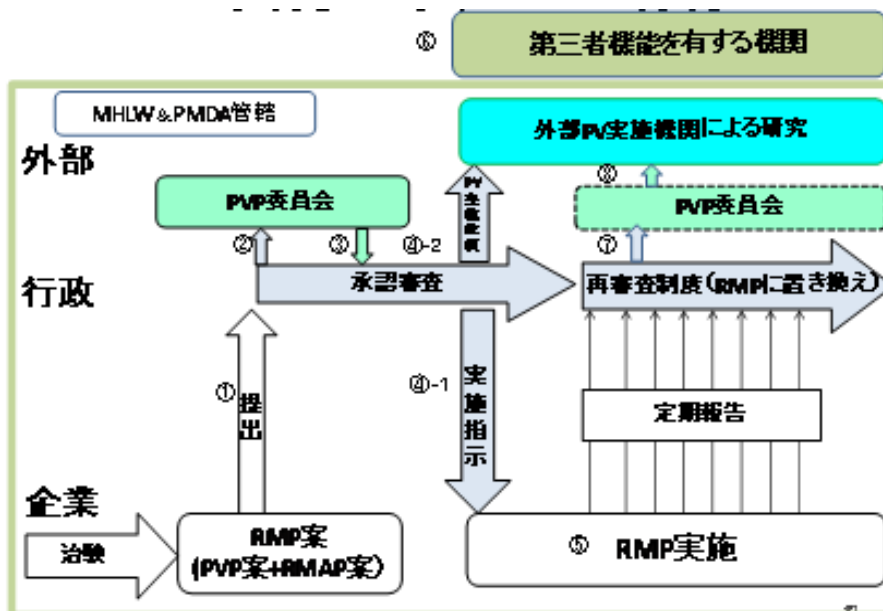 ⑥
第三者機能を有する機関
MHLW&PMDA管轄
外部PV実施機関による研究
外部
⑧
PVP委員会
PVP委員会
②
③
④-2
⑦
承認審査
再審査制度(RMPに置き換え)
行政
①
提出
④-1
実施指示
定期報告
企業
治験
RMP案
(PVP案+RMAP案)
⑤ RMP実施